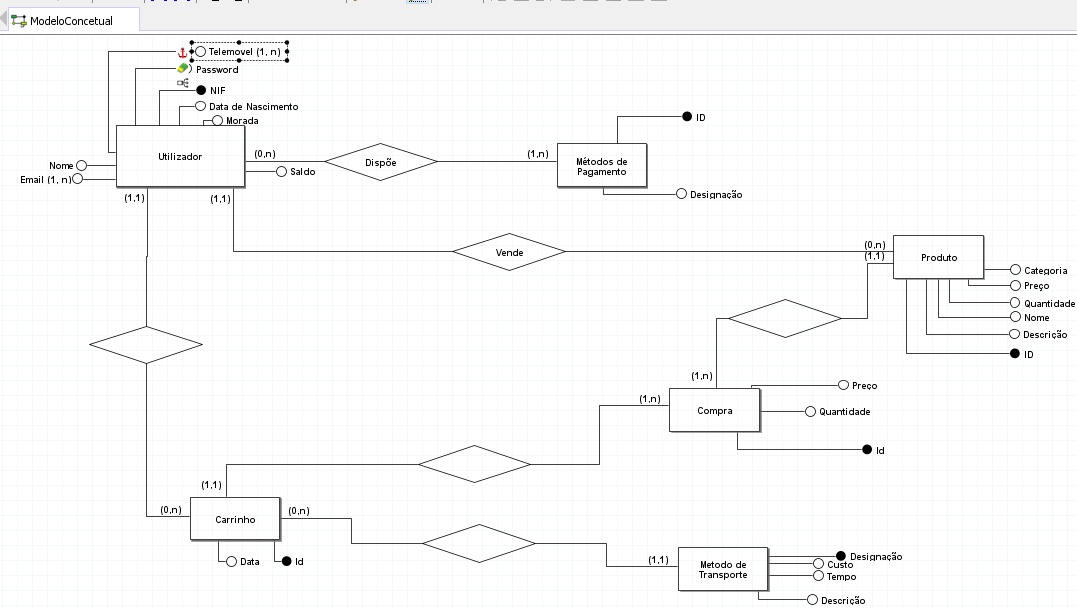 ModeloConcetual
Telemovel (1, n)
Password
NIF
Data de Nascimento
Morada
ID
Utilizador
(0,n)
Dispõe
(1,n)
Métodos de
Pagamento
Nome
Saldo
Email (1, n)
Designação
(1,1)
(1,1)
Vende
(0,n)
(1,1)
Produto
Categoria
Preço
Quantidade
Nome
Descrição
ID
(1,n)
Preço
(1,n)
Compra
Quantidade
Id
(1,1)
(0,n)
Carrinho
(0,n)
Data
Id
(1,1)
Metodo de
Transporte
Designação
Custo
Tempo
Descrição